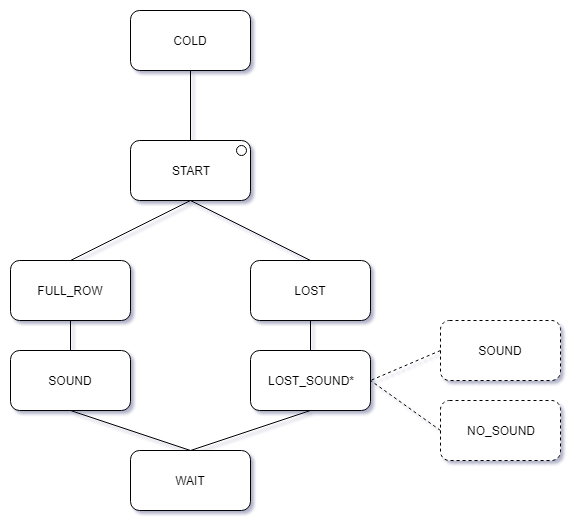 COLD
START
FULL_ROW
LOST
SOUND
LOST_SOUND*
SOUND
NO_SOUND
WAIT